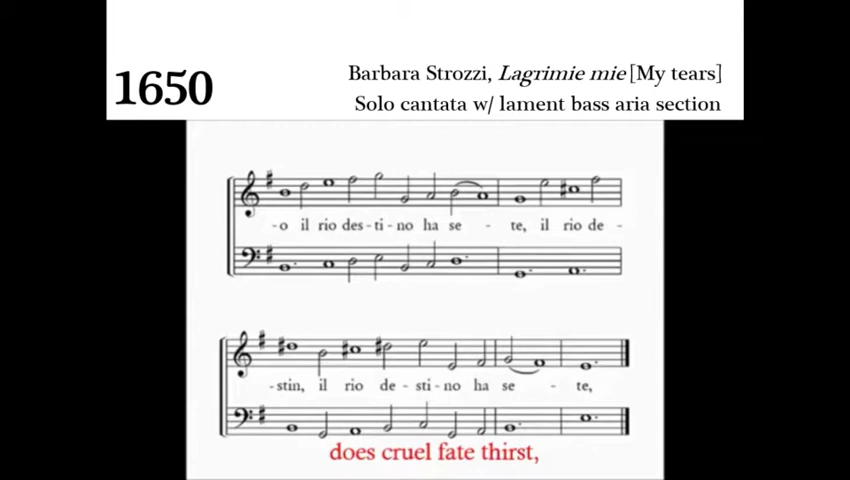 1650
Barbara Strozzi, Lagrimie mie [My tears]
Solo cantata w/ lament bass aria section
-o il rio des-ti-no ha se - te, il rio de -
-stin, il rio de-sti-no ha se - te,
does cruel fate thirst,